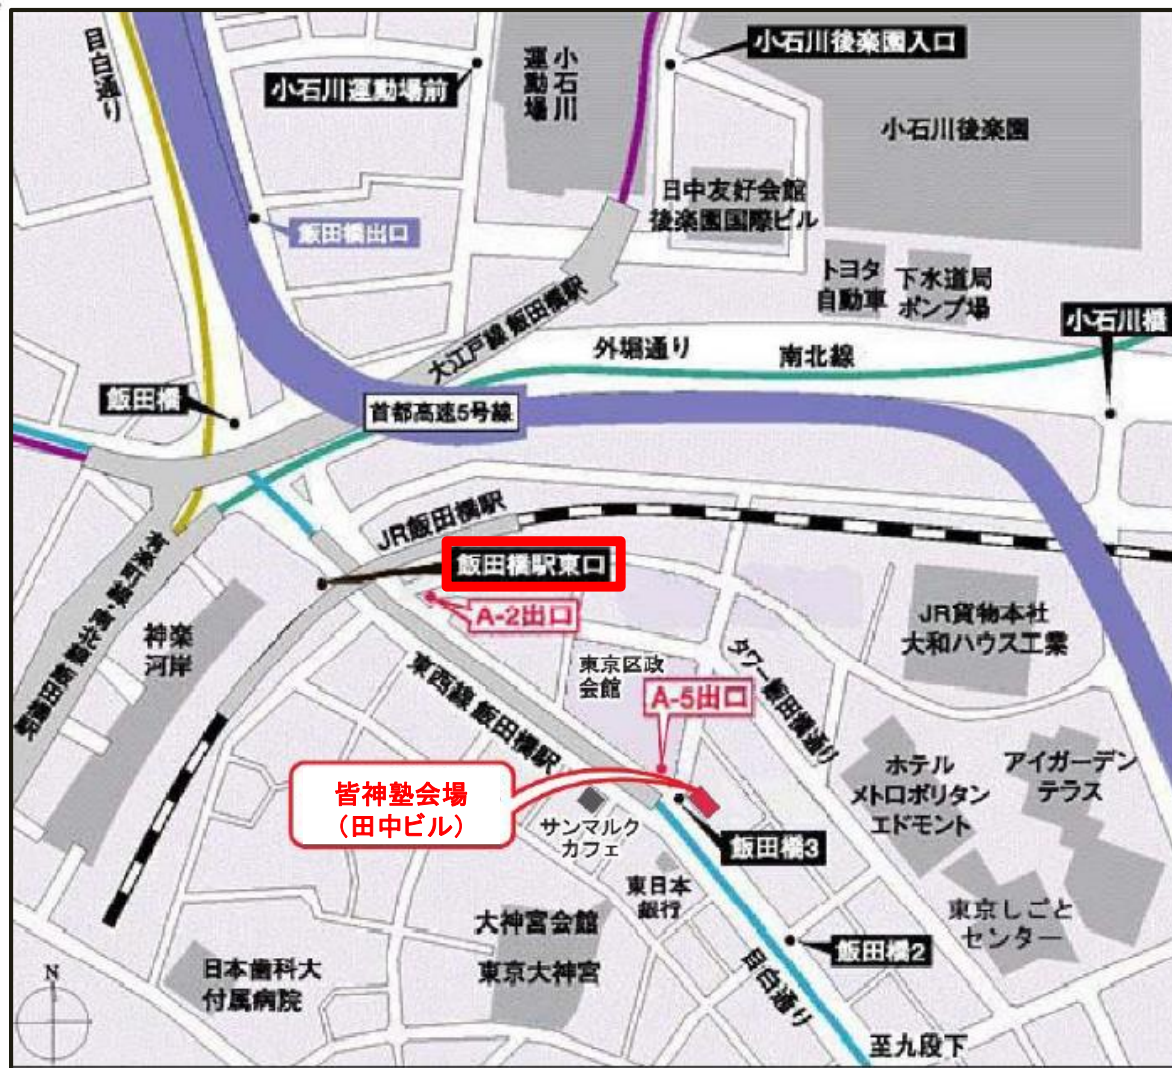 目白通り
小石川運動場前
小石川
運動場
小石川後楽園入口
小石川後楽園
日中友好会館
後楽園国際ビル
飯田橋出口
トヨタ
自動車
下水道局
ポンプ場
小石川橋
大江戸線 飯田橋駅
外堀通り
南北線
飯田橋
首都高速5号線
JR飯田橋駅
飯田橋駅東口
A-2出口
有楽町線・南北線 飯田橋駅
神楽
河岸
東西線 飯田橋駅
東京区政
会館
A-5出口
タワー飯田橋通り
JR貨物本社
大和ハウス工業
皆神塾会場
（田中ビル）
サンマルク
カフェ
飯田橋3
ホテル
メトロポリタン
エドモント
アイガーデン
テラス
東日本
銀行
大神宮会館
東京大神宮
飯田橋2
東京しごと
センター
日本歯科大
付属病院
目白通り
至九段下
N